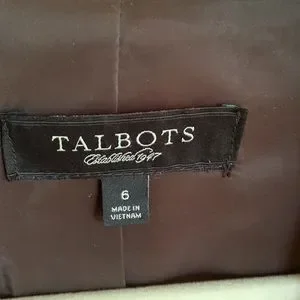 TALBOTS
Established 1947
6
MADE IN
VIETNAM